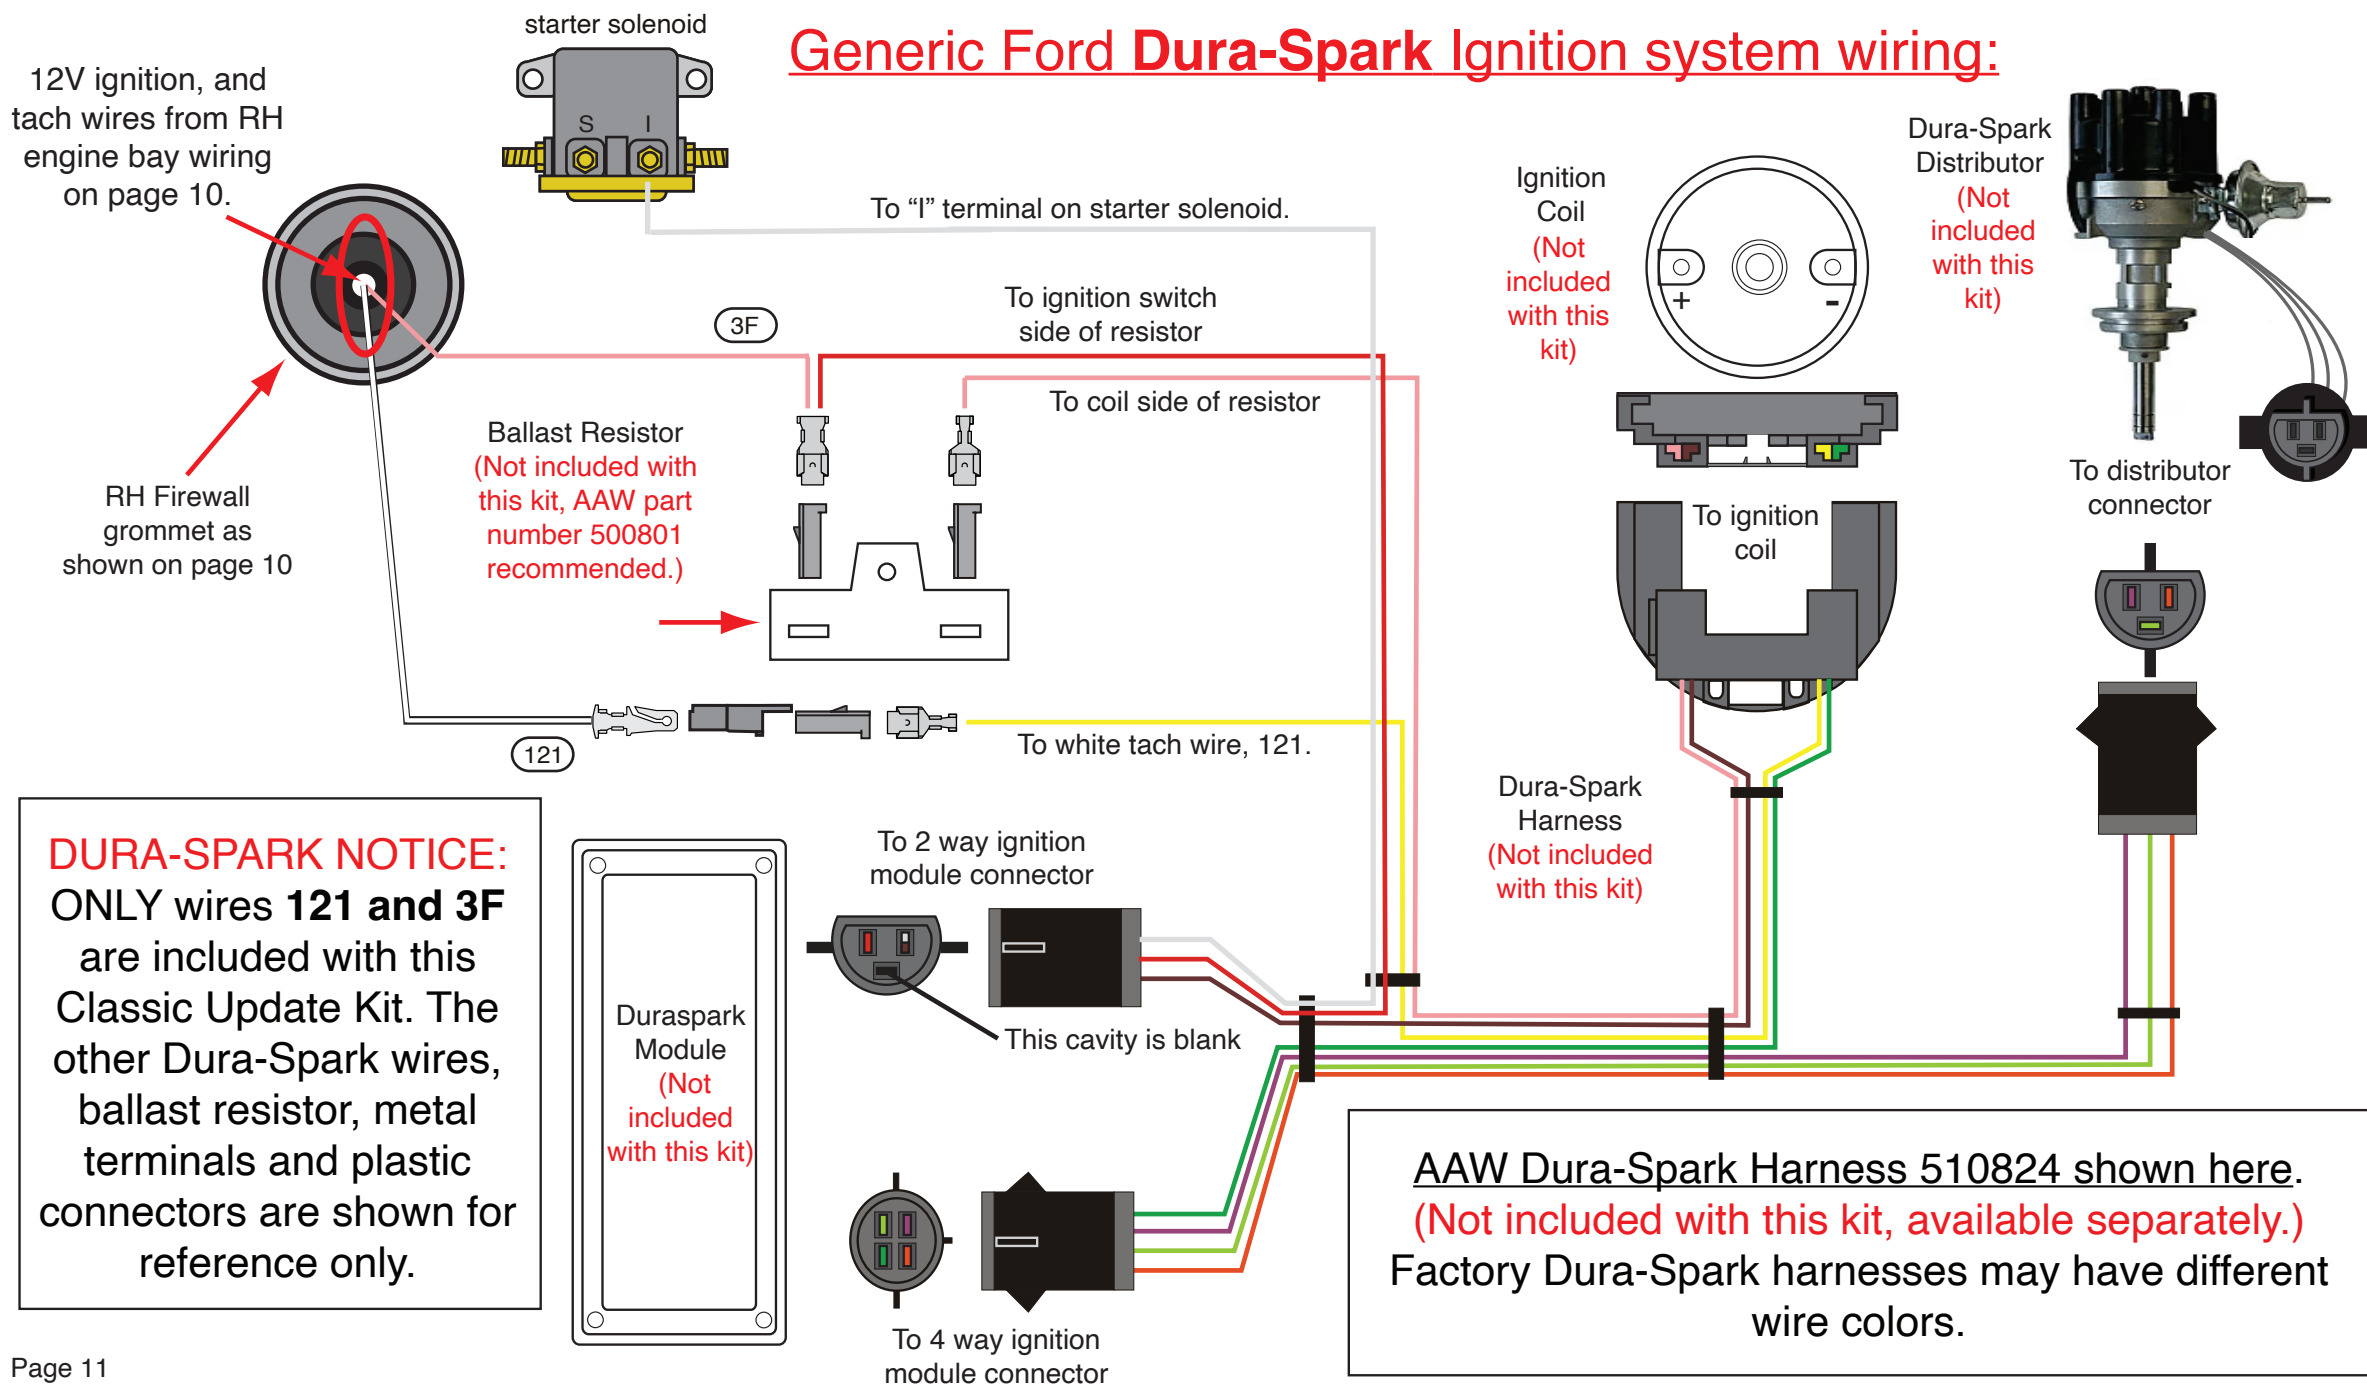 starter solenoid
Generic Ford Dura-Spark Ignition system wiring:
12V ignition, and
tach wires from RH
engine bay wiring
on page 10.
S I
To “I” terminal on starter solenoid.
Ignition
Coil
(Not
included
with this
kit)
+ -
Dura-Spark
Distributor
(Not
included
with this
kit)
3F
To ignition switch
side of resistor
To coil side of resistor
Ballast Resistor
(Not included with
this kit, AAW part
number 500801
recommended.)
RH Firewall
grommet as
shown on page 10
To ignition
coil
To distributor
connector
121
To white tach wire, 121.
Dura-Spark
Harness
(Not included
with this kit)
DURA-SPARK NOTICE:
ONLY wires 121 and 3F
are included with this
Classic Update Kit. The
other Dura-Spark wires,
ballast resistor, metal
terminals and plastic
connectors are shown for
reference only.
Duraspark
Module
(Not
included
with this kit)
To 2 way ignition
module connector
This cavity is blank
To 4 way ignition
module connector
AAW Dura-Spark Harness 510824 shown here.
(Not included with this kit, available separately.)
Factory Dura-Spark harnesses may have different
wire colors.
Page 11